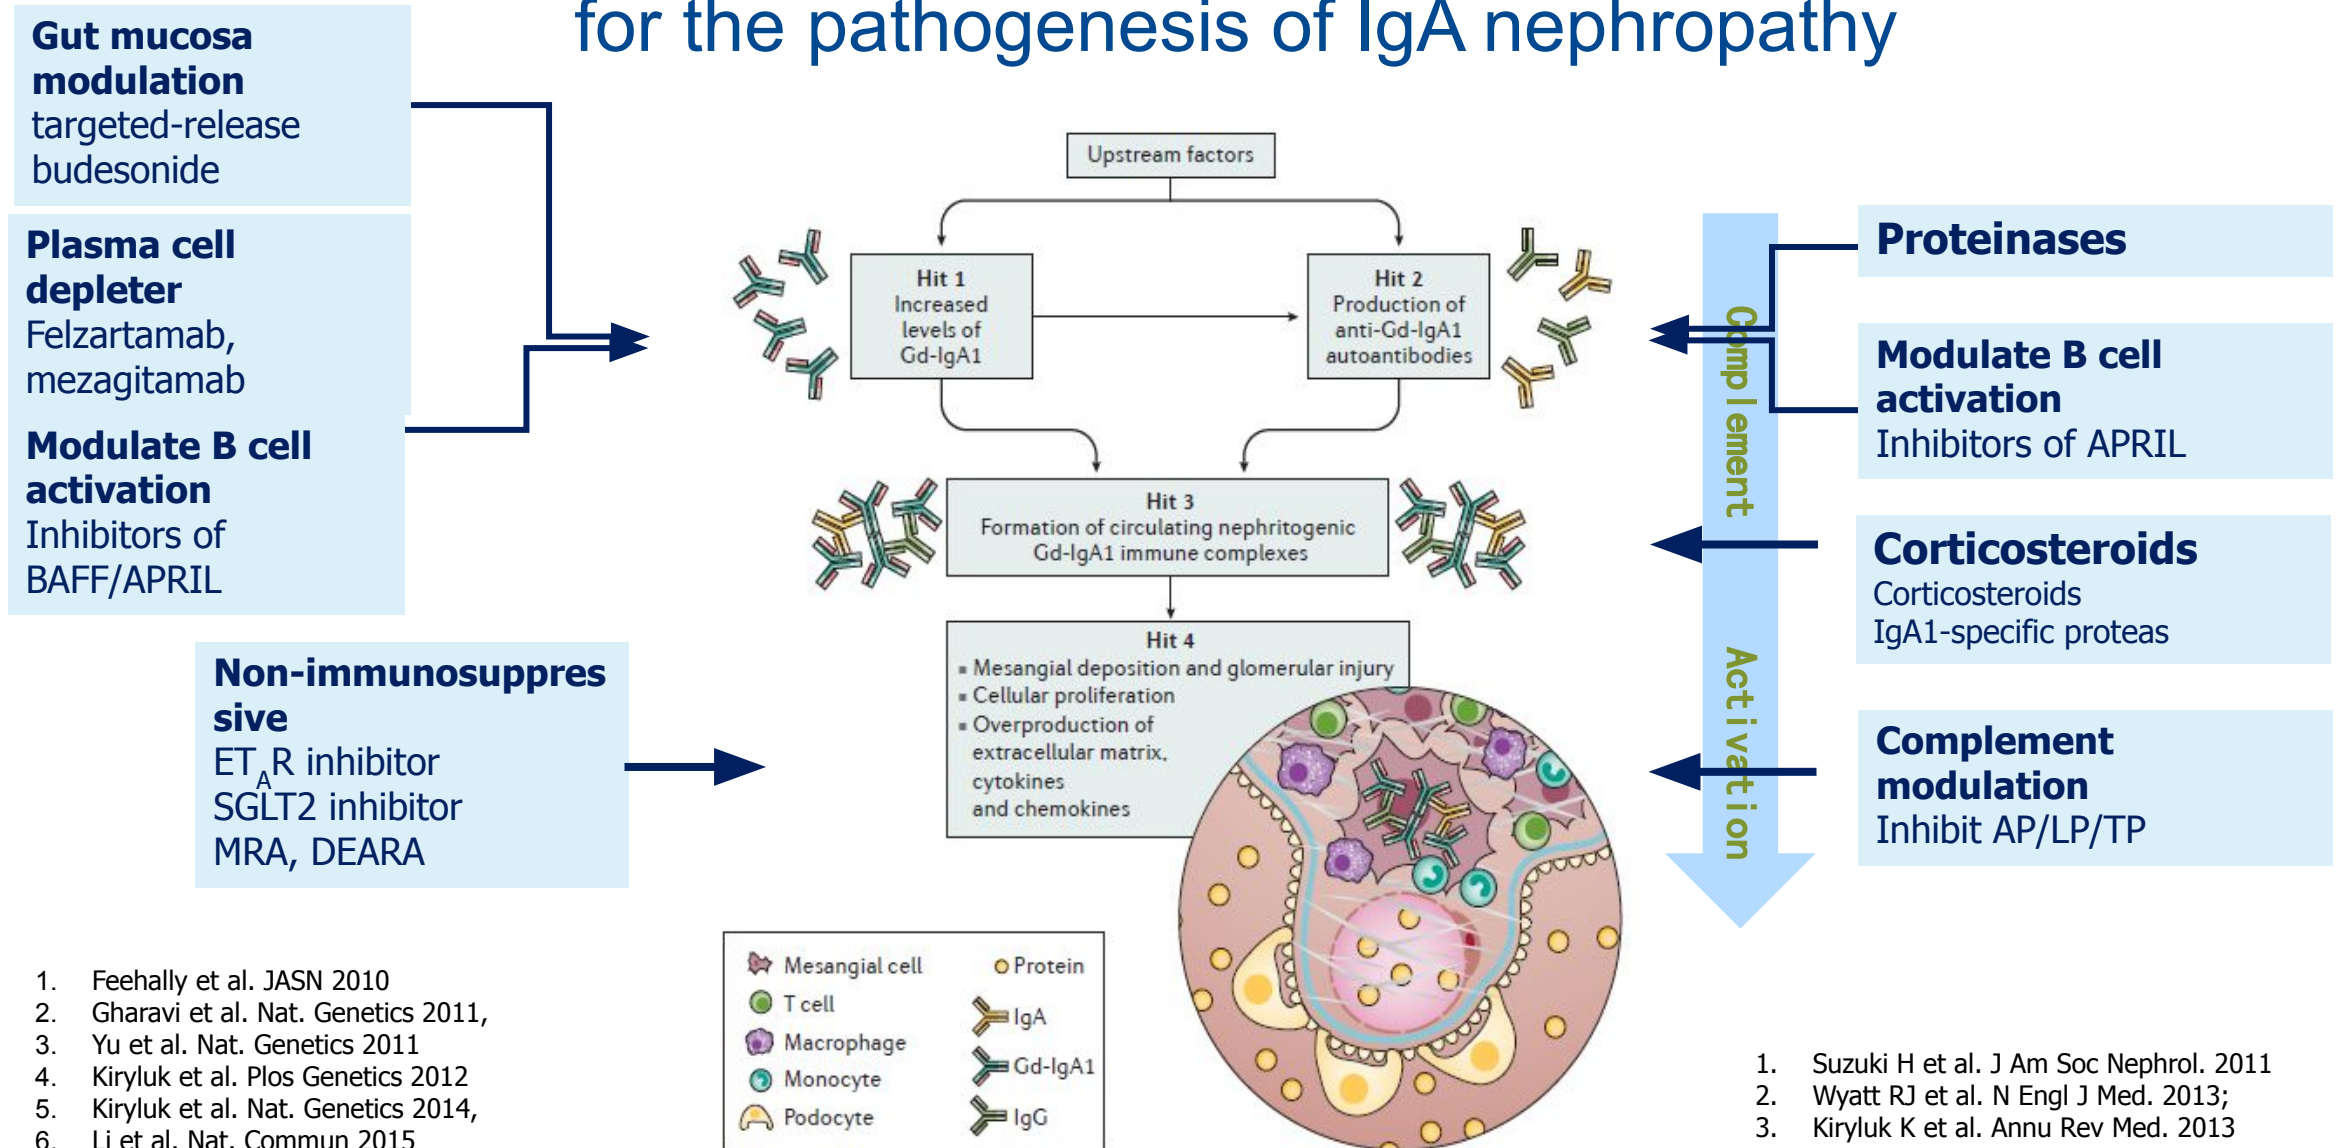 for the pathogenesis of IgA nephropathy
Gut mucosa
modulation
targeted-release
budesonide
Plasma cell
depleter
Felzartamab,
mezagitamab
Modulate B cell
activation
Inhibitors of
BAFF/APRIL
Non-immunosuppres
sive
ETAR inhibitor
SGLT2 inhibitor
MRA, DEARA
Upstream factors
Hit 1
Increased
levels of
Gd-IgA1
Hit 2
Production of
anti-Gd-IgA1
autoantibodies
Hit 3
Formation of circulating nephritogenic
Gd-IgA1 immune complexes
Hit 4
▪ Mesangial deposition and glomerular injury
▪ Cellular proliferation
▪ Overproduction of
extracellular matrix,
cytokines
and chemokines
Complement Activation
Proteinases
Modulate B cell
activation
Inhibitors of APRIL
Corticosteroids
Corticosteroids
IgA1-specific proteas
Complement
modulation
Inhibit AP/LP/TP
Mesangial cell
T cell
Macrophage
Monocyte
Podocyte
Protein
IgA
Gd-IgA1
IgG
1. Feehally et al. JASN 2010
2. Gharavi et al. Nat. Genetics 2011,
3. Yu et al. Nat. Genetics 2011
4. Kiryluk et al. Plos Genetics 2012
5. Kiryluk et al. Nat. Genetics 2014,
6. Li et al. Nat. Commun 2015
1. Suzuki H et al. J Am Soc Nephrol. 2011
2. Wyatt RJ et al. N Engl J Med. 2013;
3. Kiryluk K et al. Annu Rev Med. 2013